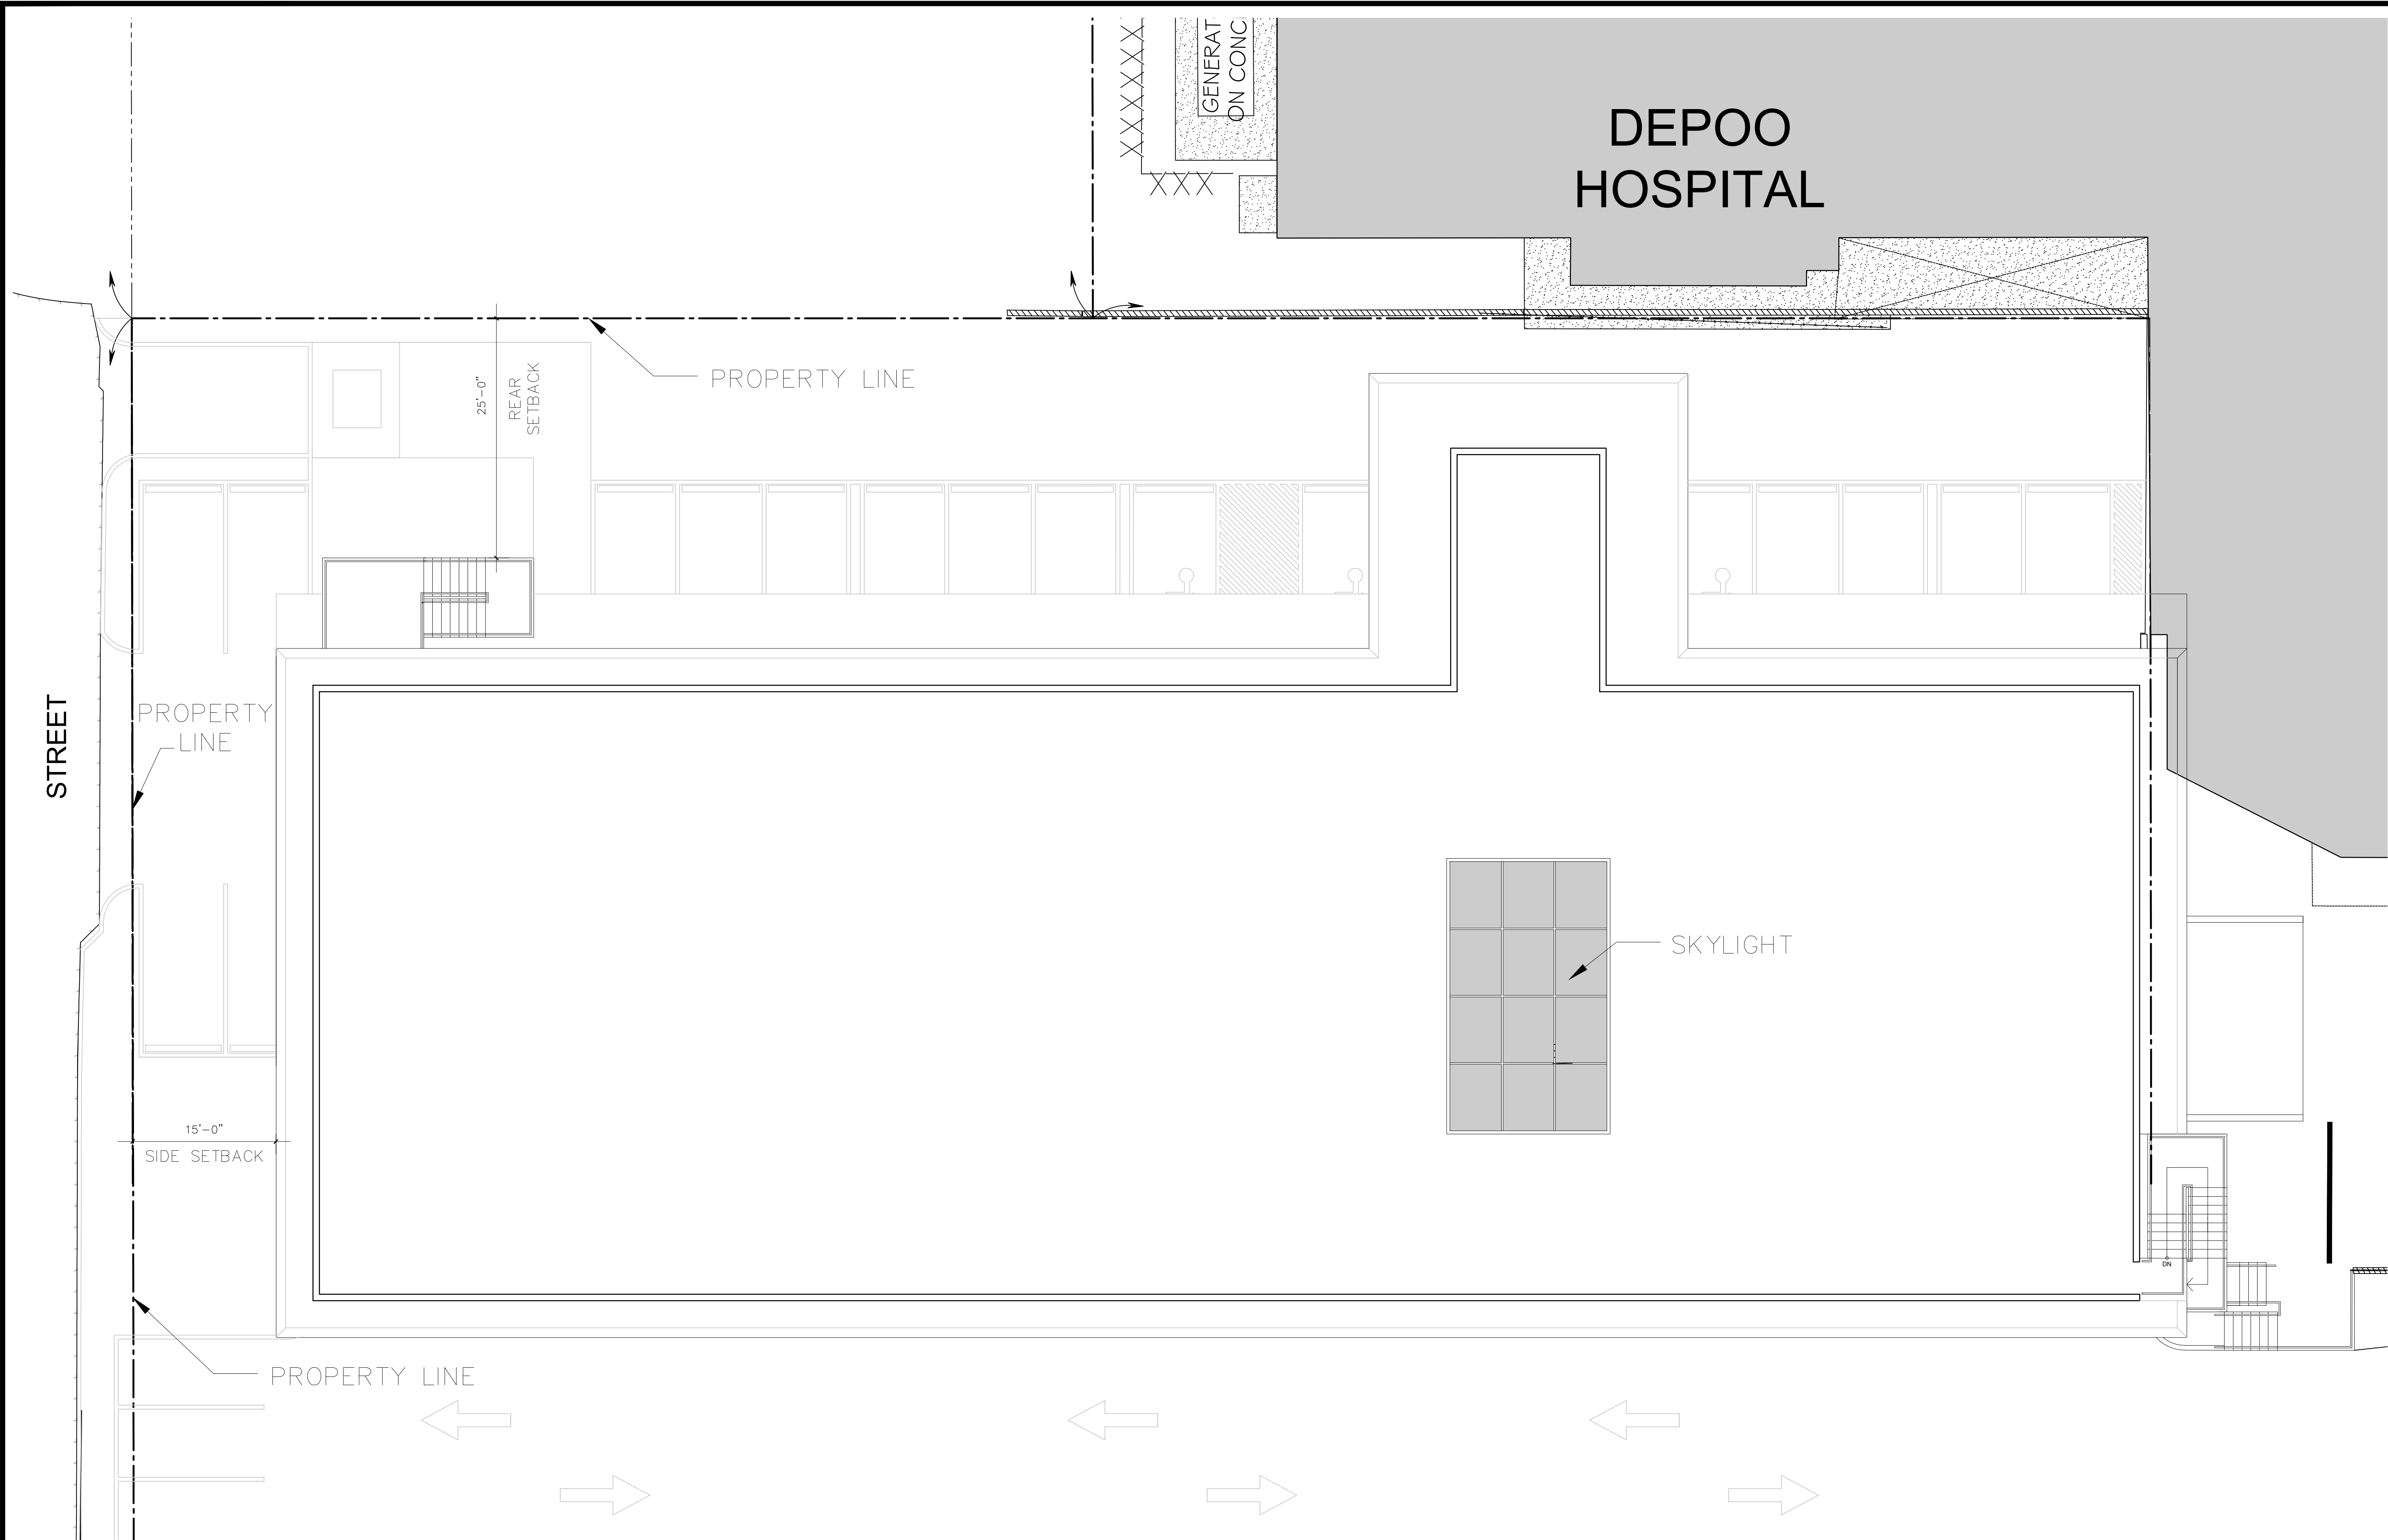 GENERAT
ON CONC
DEPOO
HOSPITAL
25'-0"
REAR
SETBACK
PROPERTY LINE
STREET
PROPERTY
LINE
SKYLIGHT
15'-0"
SIDE SETBACK
DN
PROPERTY LINE